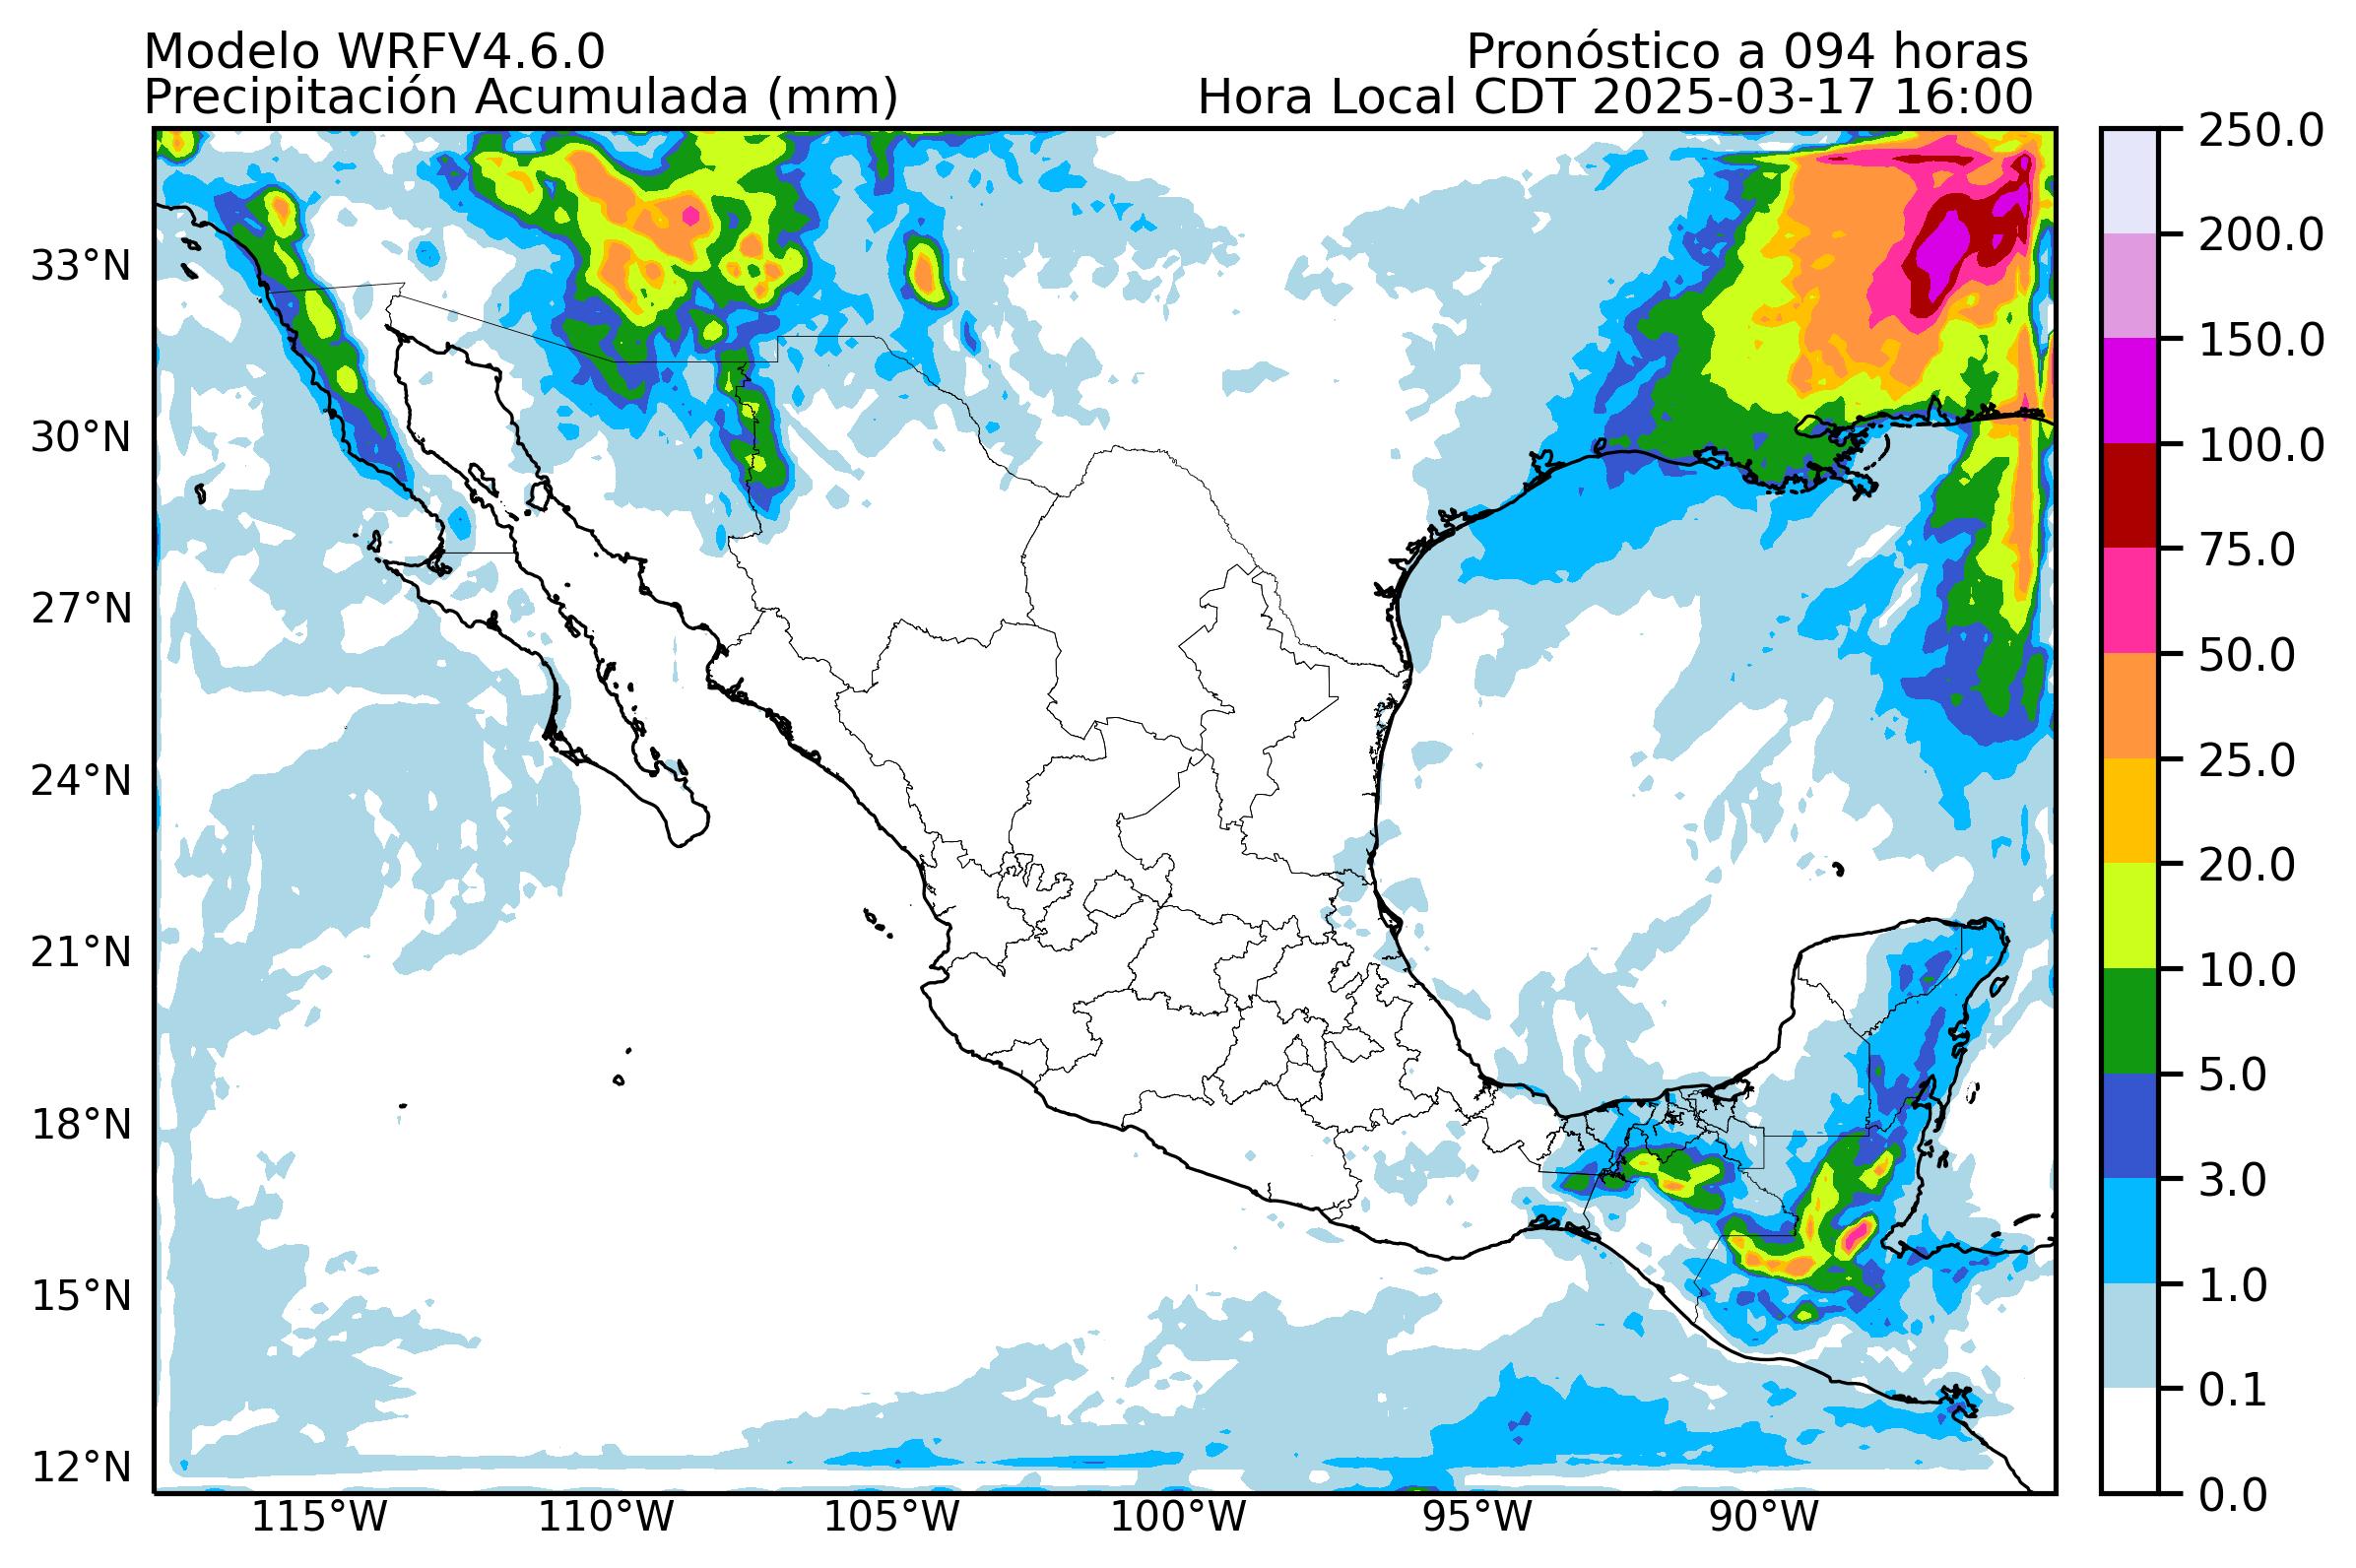 Modelo WRFV4.6.0
Pronóstico a 094 horas
Precipitación Acumulada (mm)
Hora Local CDT 2025-03-17 16:00
33°N
30°N
27°N
24°N
21°N
18°N
15°N
12°N
115°W
110°W
105°W
100°W
95°W
90°W
250.0
200.0
150.0
100.0
75.0
50.0
25.0
20.0
10.0
5.0
3.0
1.0
0.1
0.0